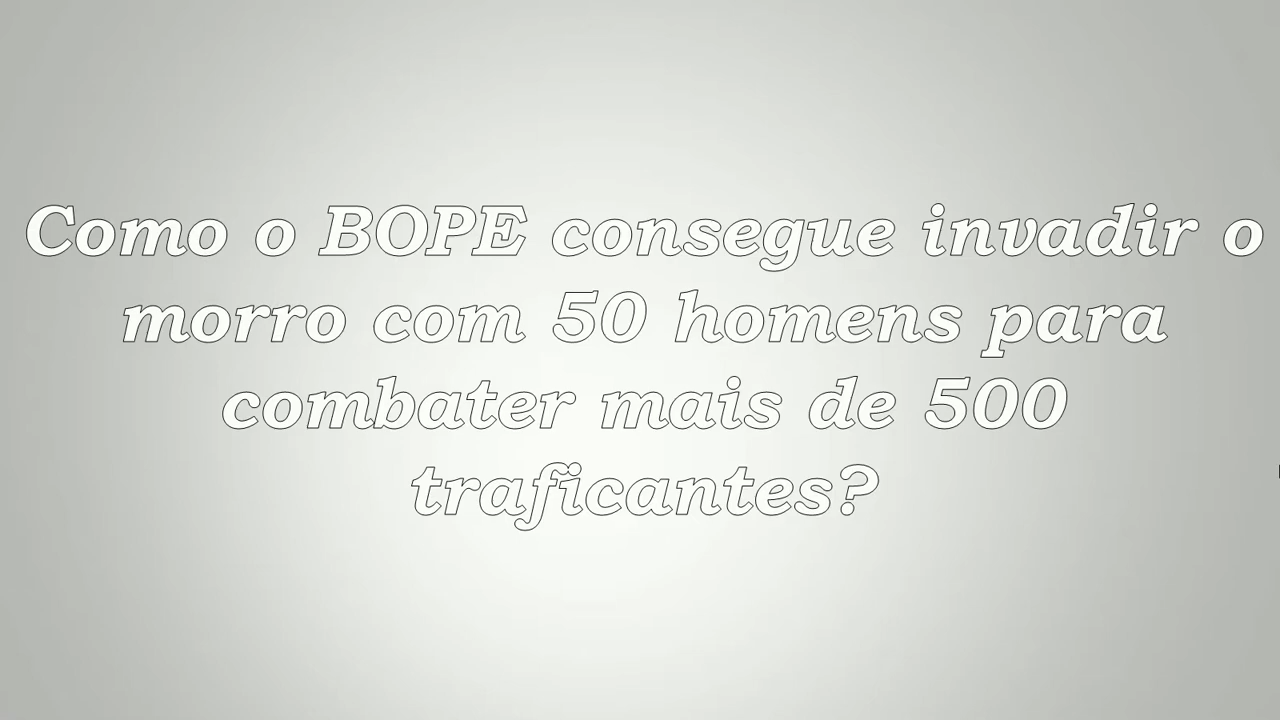 Como o BOPE consegue invadir o
morro com 50 homens para
combater mais de 500
traficantes?